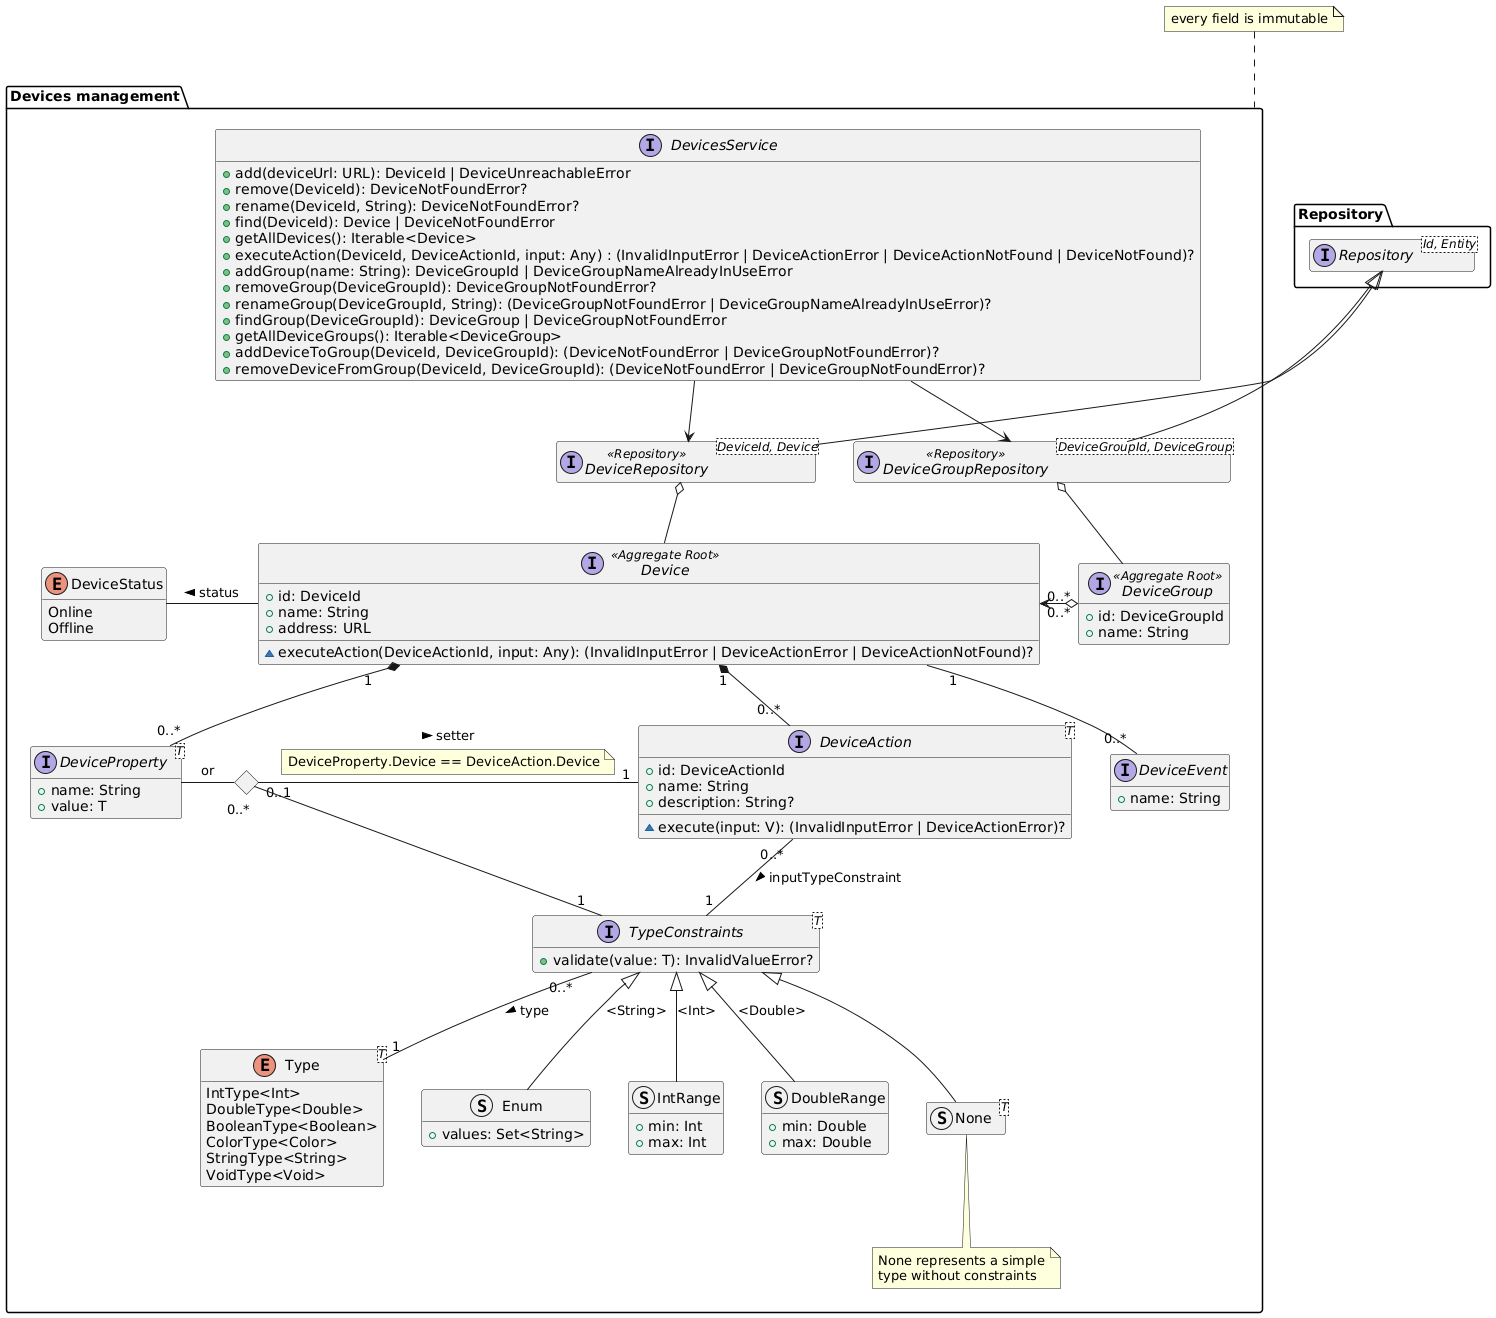 every field is immutable
Devices management
I DevicesService
add(deviceUrl: URL): DeviceId | DeviceUnreachableError
remove(DeviceId): DeviceNotFoundError?
rename(DeviceId, String): DeviceNotFoundError?
find(DeviceId): Device | DeviceNotFoundError
getAllDevices(): Iterable<Device>
executeAction(DeviceId, DeviceActionId, input: Any) : (InvalidInputError | DeviceActionError | DeviceActionNotFound | DeviceNotFound)?
addGroup(name: String): DeviceGroupId | DeviceGroupNameAlreadyInUseError
removeGroup(DeviceGroupId): DeviceGroupNotFoundError?
renameGroup(DeviceGroupId, String): (DeviceGroupNotFoundError | DeviceGroupNameAlreadyInUseError)?
findGroup(DeviceGroupId): DeviceGroup | DeviceGroupNotFoundError
getAllDeviceGroups(): Iterable<DeviceGroup>
addDeviceToGroup(DeviceId, DeviceGroupId): (DeviceNotFoundError | DeviceGroupNotFoundError)?
removeDeviceFromGroup(DeviceId, DeviceGroupId): (DeviceNotFoundError | DeviceGroupNotFoundError)?
Repository
I Repository
Id, Entity
I «Repository»
DeviceRepository
DeviceId, Device
I «Repository»
DeviceGroupRepository
DeviceGroupId, DeviceGroup
E DeviceStatus
Online
Offline
status
I «Aggregate Root»
Device
id: DeviceId
name: String
address: URL
executeAction(DeviceActionId, input: Any): (InvalidInputError | DeviceActionError | DeviceActionNotFound)?
0..*
0..*
I «Aggregate Root»
DeviceGroup
id: DeviceGroupId
name: String
1
1
1
0..*
0..*
0..*
I DeviceProperty
T
name: String
value: T
or
setter
DeviceProperty.Device == DeviceAction.Device
0..1
1
0..*
I DeviceAction
T
id: DeviceActionId
name: String
description: String?
execute(input: V): (InvalidInputError | DeviceActionError)?
I DeviceEvent
name: String
0..*
inputTypeConstraint
1
1
I TypeConstraints
T
validate(value: T): InvalidValueError?
0..*
type
1
<String>
<Int>
<Double>
E Type
T
IntType<Int>
DoubleType<Double>
BooleanType<Boolean>
ColorType<Color>
StringType<String>
VoidType<Void>
S Enum
values: Set<String>
S IntRange
min: Int
max: Int
S DoubleRange
min: Double
max: Double
S None
T
None represents a simple
type without constraints